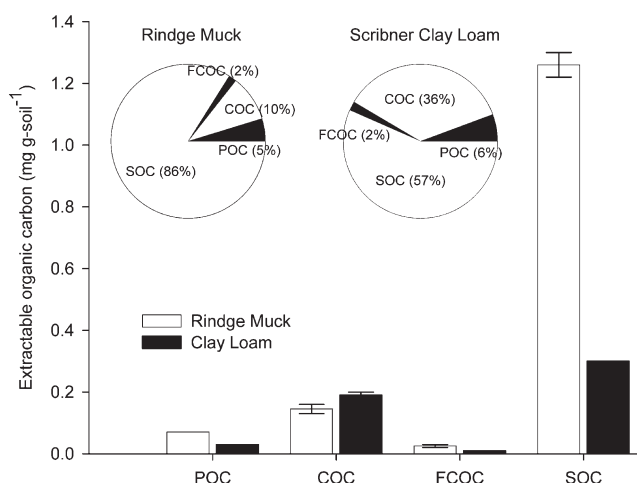 1.4
1.2
1.0
0.8
0.6
0.4
0.2
0.0
Extractable organic carbon (mg g-soil⁻¹)
Rindge Muck
FCOC (2%)
COC (10%)
POC (5%)
SOC (86%)
Scribner Clay Loam
COC (36%)
FCOC (2%)
POC (6%)
SOC (57%)
Rindge Muck
Clay Loam
POC COC FCOC SOC